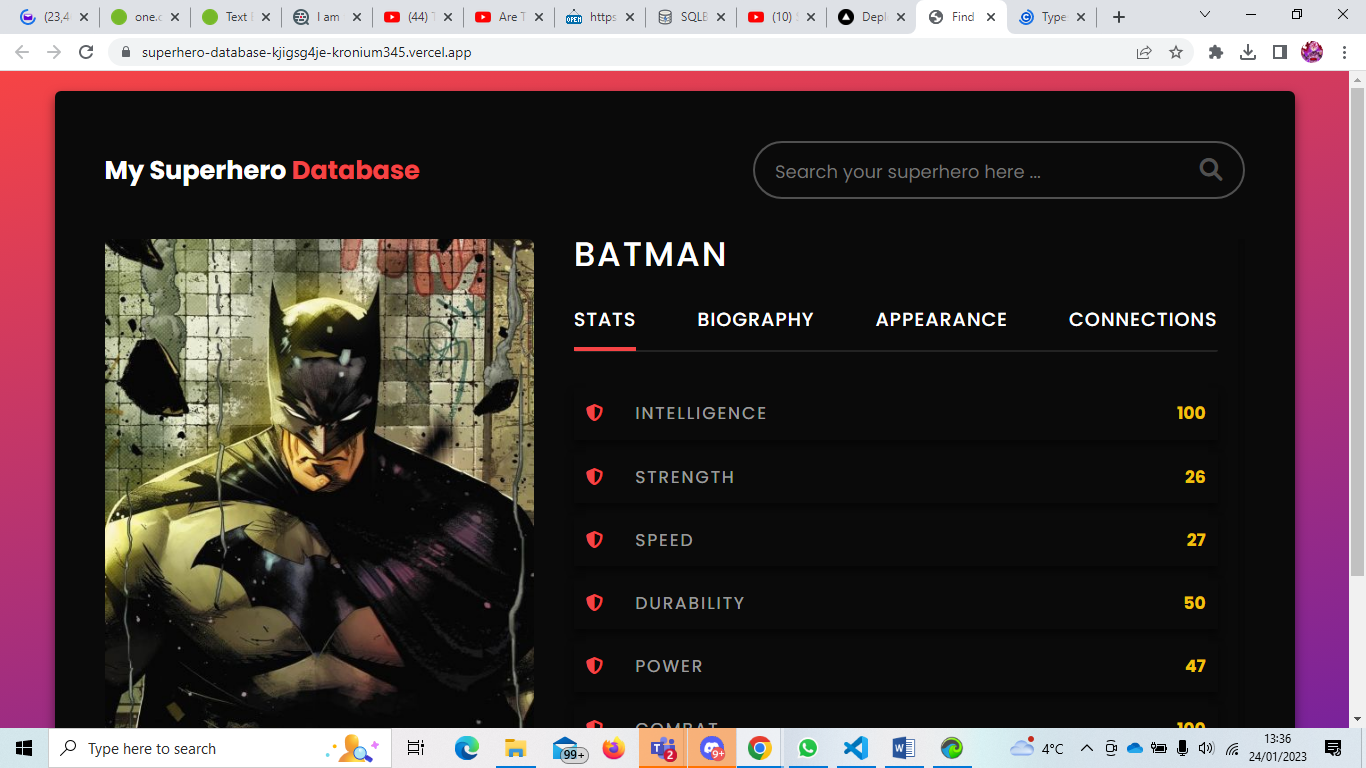 (23,4
one.c
Text
I am
(44) T
Are T
OPEN
https
SQLE
(10)
Depl
Find
Type
superhero-database-kjigsg4je-kronium345.vercel.app
My Superhero Database
Search your superhero here ...
BATMAN
STATS BIOGRAPHY APPEARANCE CONNECTIONS
INTELLIGENCE 100
STRENGTH 26
SPEED 27
DURABILITY 50
POWER 47
COMBAT 100
Type here to search
99+
2
9+
4°C
13:36
24/01/2023